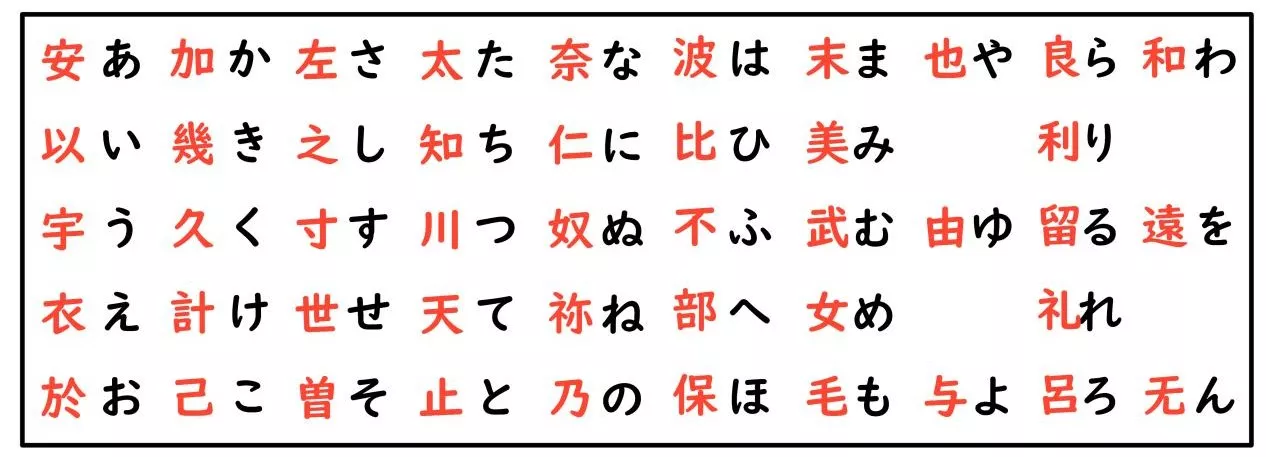 安あ 加か 左さ 太た 奈な 波は 末ま 也や 良ら 和わ
以い 幾き 之し 知ち 仁に 比ひ 美み 利り
宇う 久く 寸す 川つ 奴ぬ 不ふ 武む 由ゆ 留る 遠を
衣え 計け 世せ 天て 祢ね 部へ 女め 礼れ
於お 己こ 曽そ 止と 乃の 保ほ 毛も 与よ 呂ろ 无ん